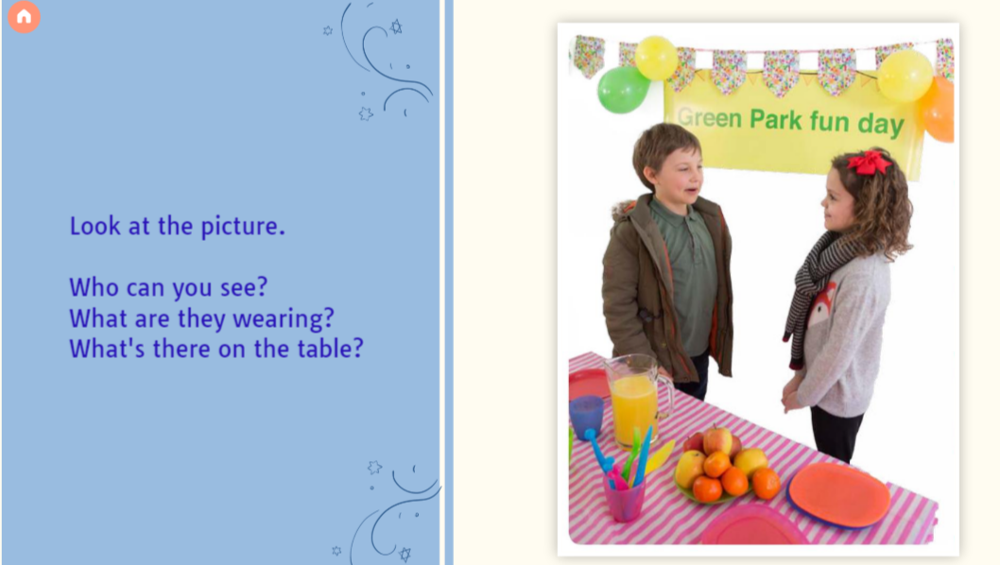 Look at the picture.
Who can you see?
What are they wearing?
What's there on the table?
Green Park fun day